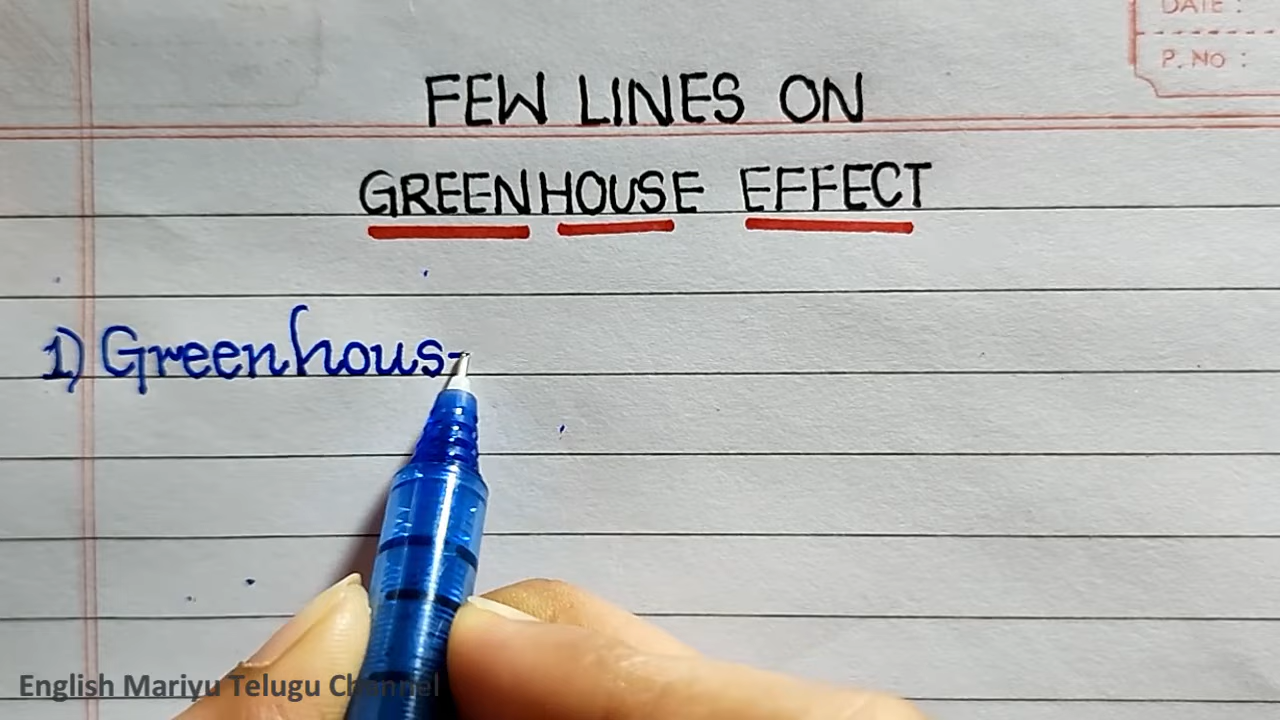 DATE :
P. NO :
FEW LINES ON
GREENHOUSE EFFECT
1) Greenhous
English Mariyu Telugu Channel